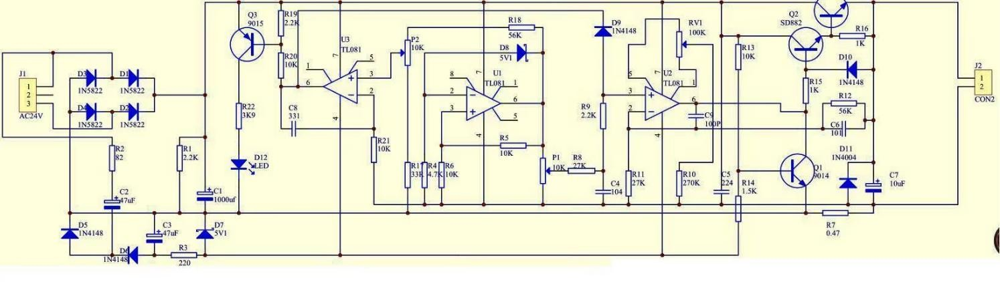 Q3
9015
R19
2.2K
U3
TL081
7
5
1
6
3
2
4
R20
10K
P2
10K
R18
56K
D8
5V1
U1
TL081
8
7
1
2
3
6
5
4
D9
1N4148
RV1
100K
U2
TL081
5
7
1
3
2
6
4
R13
10K
Q2
SD882
R16
1K
D10
1N4148
R15
1K
R12
56K
C6
101
J2
1
2
CON2
J1
1
2
3
AC24V
D3
1N5822
D1
1N5822
D4
1N5822
D2
1N5822
R22
3K9
C8
331
R9
2.2K
C9
100P
R2
82
R1
2.2K
D12
LED
R21
10K
R5
10K
P1
10K
R8
27K
R4
4.7K
R6
10K
C4
104
R11
27K
R10
270K
C5
224
R14
1.5K
Q1
9014
D11
1N4004
C7
10uF
C2
47uF
C1
1000uf
D5
1N4148
C3
47uF
D7
5V1
D6
1N4148
R3
220
R7
0.47